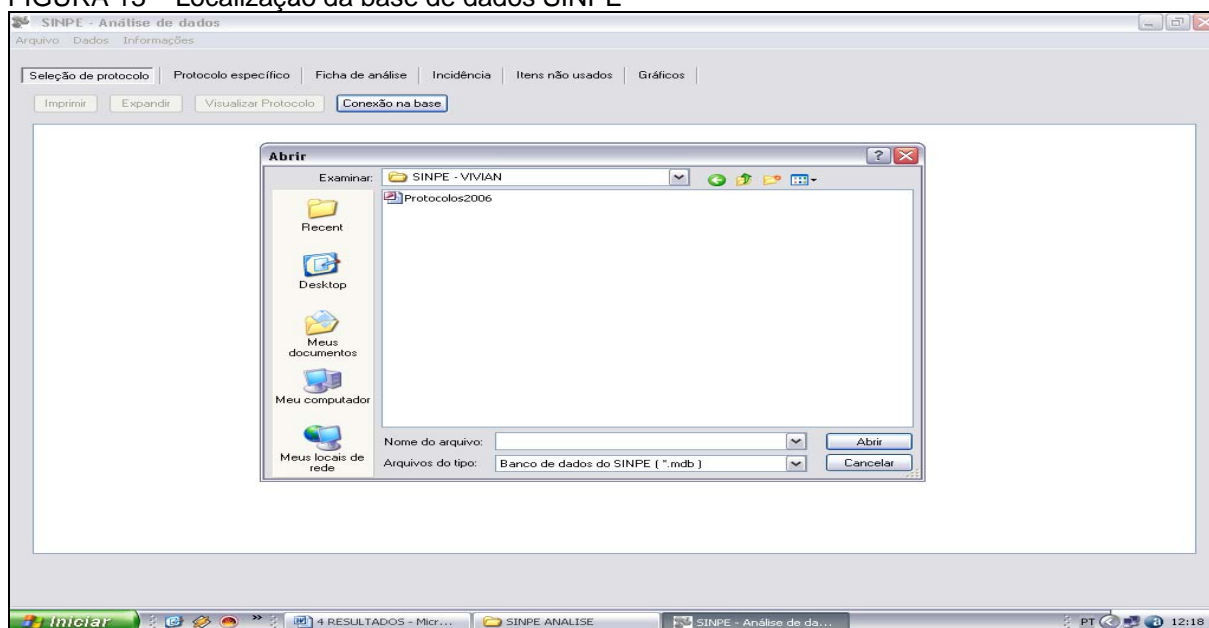 FIGURA 13 – Localização da base de dados SINPE
SINPE - Análise de dados
Arquivo Dados Informações
Seleção de protocolo Protocolo específico Ficha de análise Incidência Itens não usados Gráficos
Imprimir Expandir Visualizar Protocolo Conexão na base
Abrir
Examinar: SINPE - VIVIAN
Protocolos2006
Recent
Desktop
Meus
documentos
Meu computador
Meus locais de
rede
Nome do arquivo: Abrir
Arquivos do tipo: Banco de dados do SINPE ( *.mdb ) Cancelar
Iniciar 4 RESULTADOS - Micr... SINPE ANALISE SINPE - Análise de da... PT 12:18